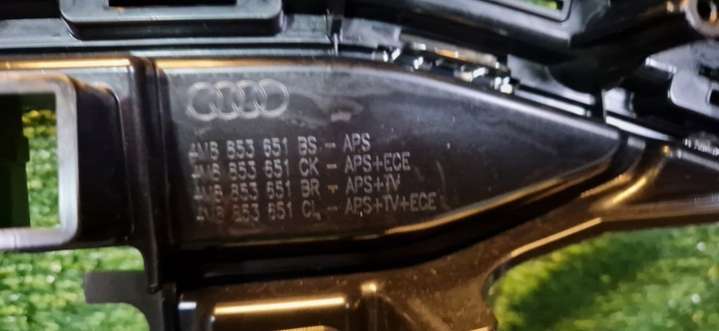 4M8 853 651 BS - APS
4M8 853 651 CK - APS+ECE
4M8 853 651 BR - APS+TV
4M8 853 651 CL - APS+TV+ECE